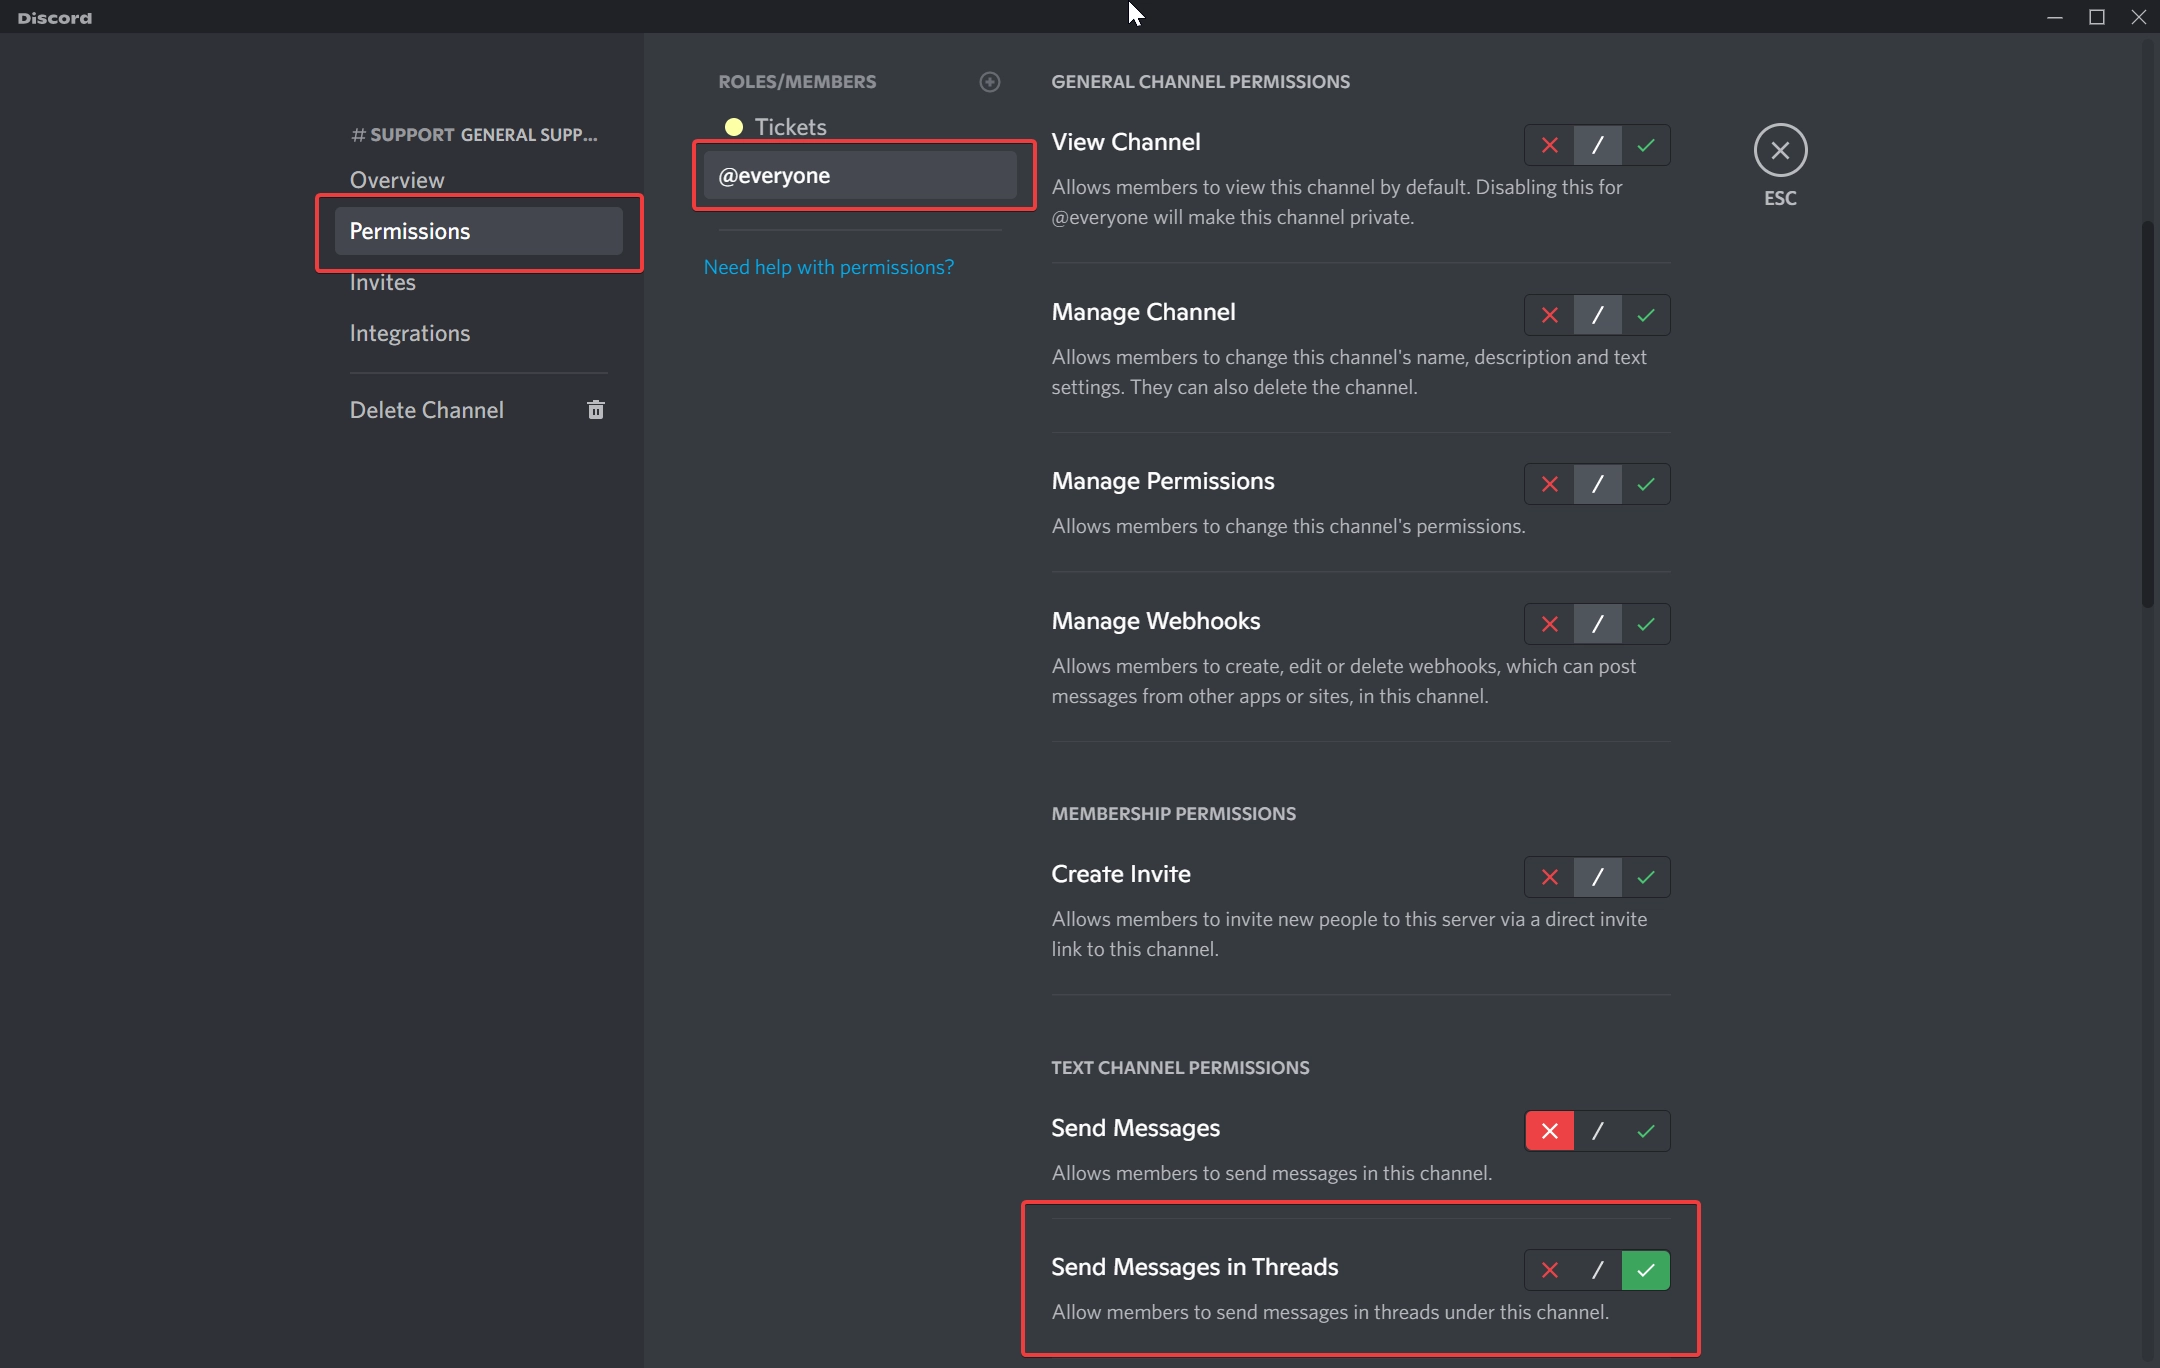 Discord
# SUPPORT GENERAL SUPP...
Overview
Permissions
Invites
Integrations
Delete Channel
ROLES/MEMBERS
Tickets
@everyone
Need help with permissions?
GENERAL CHANNEL PERMISSIONS
View Channel
Allows members to view this channel by default. Disabling this for
@everyone will make this channel private.
Manage Channel
Allows members to change this channel's name, description and text
settings. They can also delete the channel.
Manage Permissions
Allows members to change this channel's permissions.
Manage Webhooks
Allows members to create, edit or delete webhooks, which can post
messages from other apps or sites, in this channel.
MEMBERSHIP PERMISSIONS
Create Invite
Allows members to invite new people to this server via a direct invite
link to this channel.
TEXT CHANNEL PERMISSIONS
Send Messages
Allows members to send messages in this channel.
Send Messages in Threads
Allow members to send messages in threads under this channel.
ESC